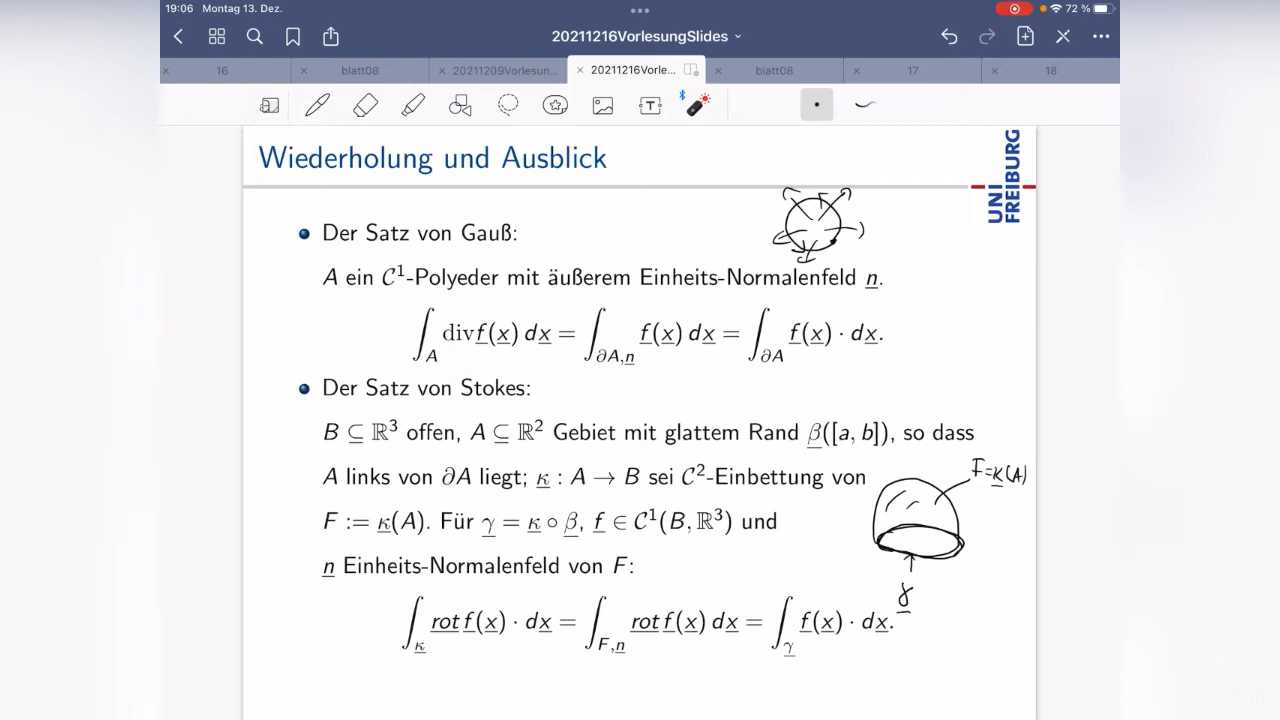 19:06 Montag 13. Dez.
72 %
20211216VorlesungSlides
16
blatt08
20211209Vorlesun...
20211216Vorle...
blatt08
17
18
Wiederholung und Ausblick
UNI
FREIBURG
Der Satz von Gauß:
A ein C¹-Polyeder mit äußerem Einheits-Normalenfeld n.
∫_A div f(x) dx = ∫_{∂A,n} f(x) dx = ∫_{∂A} f(x) · dx.
Der Satz von Stokes:
B ⊆ ℝ³ offen, A ⊆ ℝ² Gebiet mit glattem Rand β([a, b]), so dass
A links von ∂A liegt; κ : A → B sei C²-Einbettung von
F=κ(A)
F := κ(A). Für γ = κ ∘ β, f ∈ C¹(B, ℝ³) und
n Einheits-Normalenfeld von F:
γ
∫_κ rot f(x) · dx = ∫_{F,n} rot f(x) dx = ∫_γ f(x) · dx.